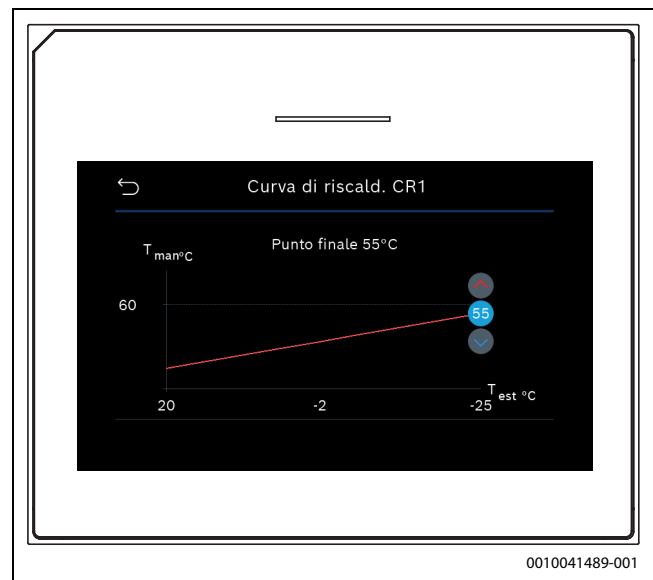 Curva di riscald. CR1
Punto finale 55°C
T man°C
60
55
20 -2 -25
T est °C
0010041489-001